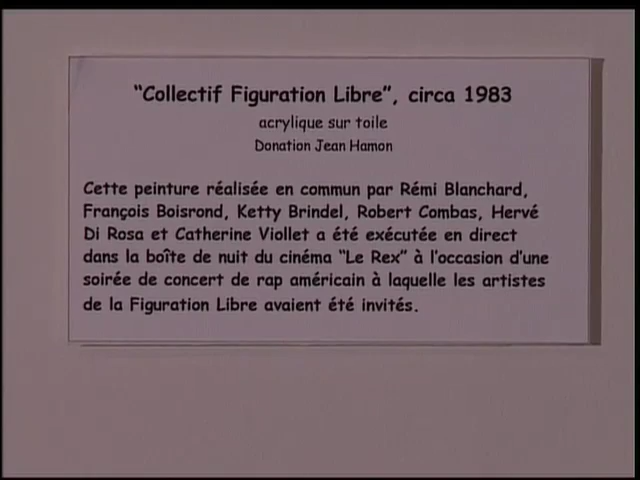 “Collectif Figuration Libre”, circa 1983
acrylique sur toile
Donation Jean Hamon
Cette peinture réalisée en commun par Rémi Blanchard,
François Boisrond, Ketty Brindel, Robert Combas, Hervé
Di Rosa et Catherine Viollet a été exécutée en direct
dans la boîte de nuit du cinéma “Le Rex” à l’occasion d’une
soirée de concert de rap américain à laquelle les artistes
de la Figuration Libre avaient été invités.